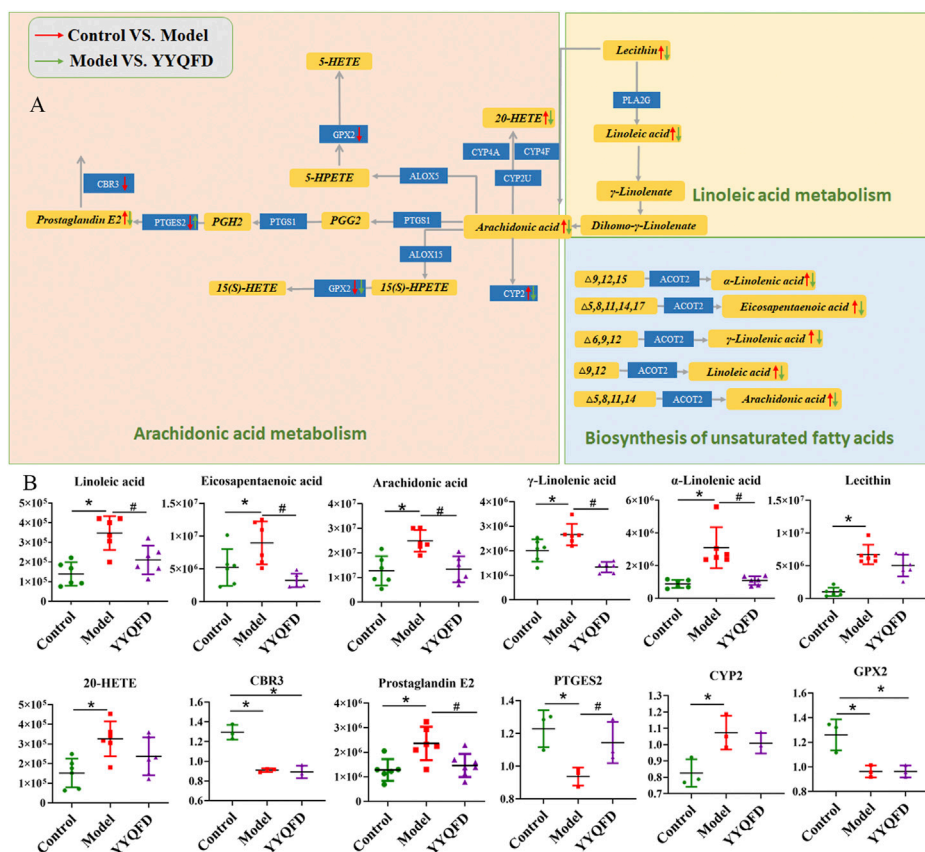 Control VS. Model
Model VS. YYQFD
A
5-HETE
GPX2
5-HPETE
ALOX5
20-HETE
CYP4A
CYP4F
CYP2U
Lecithin
PLA2G
Linoleic acid
γ-Linolenate
Linoleic acid metabolism
CBR3
Prostaglandin E2
PTGES2
PGH2
PTGS1
PGG2
PTGS1
Arachidonic acid
Dihomo-γ-Linolenate
ALOX15
15(S)-HETE
GPX2
15(S)-HPETE
CYP2
Arachidonic acid metabolism
△9,12,15
ACOT2
α-Linolenic acid
△5,8,11,14,17
ACOT2
Eicosapentaenoic acid
△6,9,12
ACOT2
γ-Linolenic acid
△9,12
ACOT2
Linoleic acid
△5,8,11,14
ACOT2
Arachidonic acid
Biosynthesis of unsaturated fatty acids
B
Linoleic acid
5×10⁵
4×10⁵
3×10⁵
2×10⁵
1×10⁵
0
* #
Control Model YYQFD
Eicosapentaenoic acid
1.5×10⁷
1.0×10⁷
5.0×10⁶
0
* #
Control Model YYQFD
Arachidonic acid
4×10⁷
3×10⁷
2×10⁷
1×10⁷
0
* #
Control Model YYQFD
γ-Linolenic acid
4×10⁶
3×10⁶
2×10⁶
1×10⁶
0
* #
Control Model YYQFD
α-Linolenic acid
6×10⁶
4×10⁶
2×10⁶
0
* #
Control Model YYQFD
Lecithin
1.5×10⁷
1.0×10⁷
5.0×10⁶
0
*
Control Model YYQFD
20-HETE
5×10⁵
4×10⁵
3×10⁵
2×10⁵
1×10⁵
0
*
Control Model YYQFD
CBR3
1.6
1.4
1.2
1.0
0.8
0.6
* *
Control Model YYQFD
Prostaglandin E2
4×10⁶
3×10⁶
2×10⁶
1×10⁶
0
* #
Control Model YYQFD
PTGES2
1.4
1.2
1.0
0.8
* #
Control Model YYQFD
CYP2
1.3
1.2
1.1
1.0
0.9
0.8
0.7
*
Control Model YYQFD
GPX2
1.6
1.4
1.2
1.0
0.8
* *
Control Model YYQFD